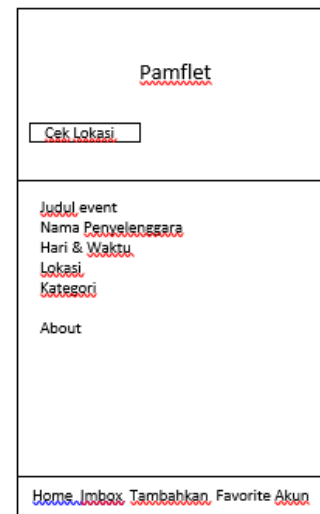 Pamflet
Cek Lokasi
Judul event
Nama Penyelenggara
Hari & Waktu
Lokasi
Kategori
About
Home Imbox Tambahkan Favorite Akun